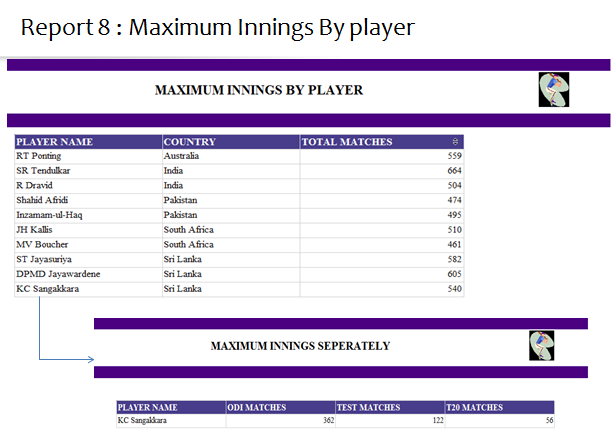 Report 8 : Maximum Innings By player
MAXIMUM INNINGS BY PLAYER
PLAYER NAME COUNTRY TOTAL MATCHES
RT Ponting Australia 559
SR Tendulkar India 664
R Dravid India 504
Shahid Afridi Pakistan 474
Inzamam-ul-Haq Pakistan 495
JH Kallis South Africa 510
MV Boucher South Africa 461
ST Jayasuriya Sri Lanka 582
DPMD Jayawardene Sri Lanka 605
KC Sangakkara Sri Lanka 540
MAXIMUM INNINGS SEPERATELY
PLAYER NAME ODI MATCHES TEST MATCHES T20 MATCHES
KC Sangakkara 362 122 56